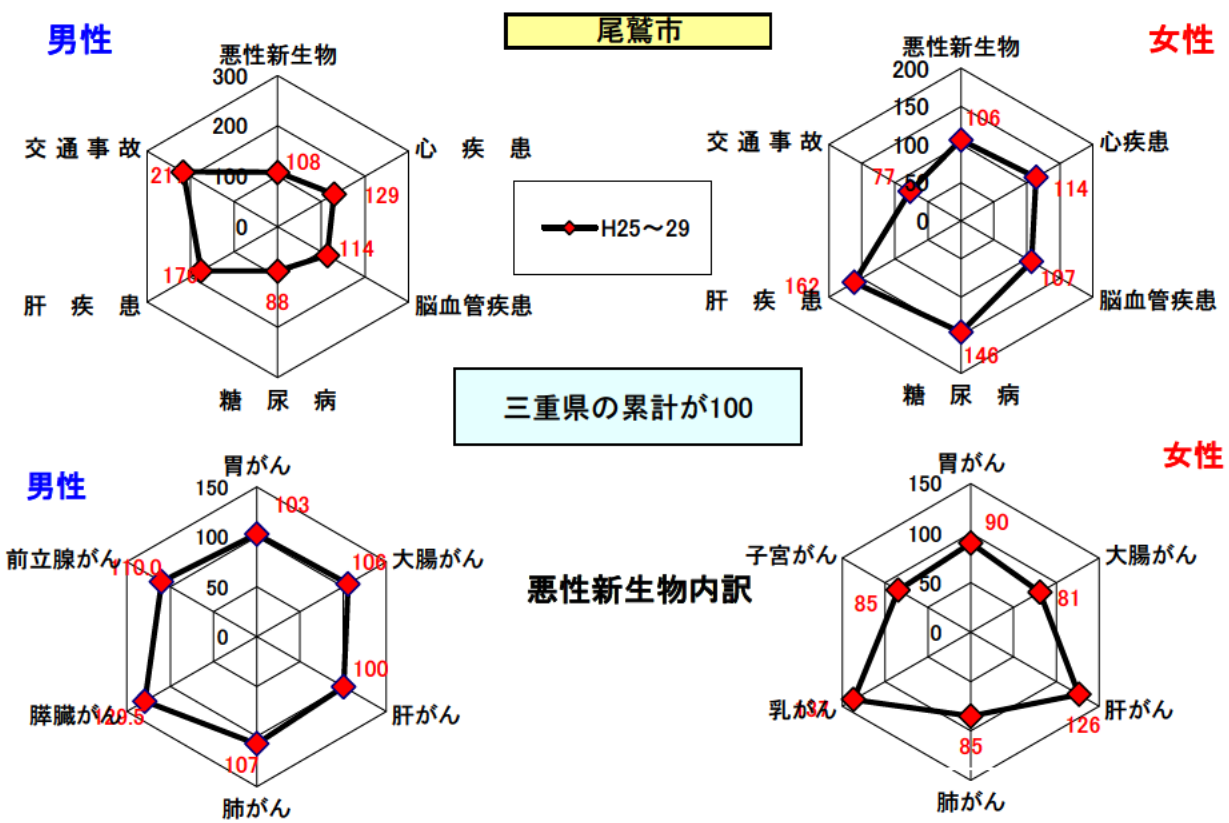 尾鷲市
男性
悪性新生物
300
200
100
0
交通事故
心疾患
肝疾患
脳血管疾患
糖尿病
108
129
114
88
176
H25～29
女性
悪性新生物
200
150
100
50
0
交通事故
心疾患
肝疾患
脳血管疾患
糖尿病
106
114
107
146
162
77
三重県の累計が100
男性
胃がん
150
100
50
0
前立腺がん
大腸がん
膵臓がん
肝がん
肺がん
103
106
100
107
129.5
110.0
悪性新生物内訳
女性
胃がん
150
100
50
0
子宮がん
大腸がん
乳がん
肝がん
肺がん
90
81
126
85
137
85